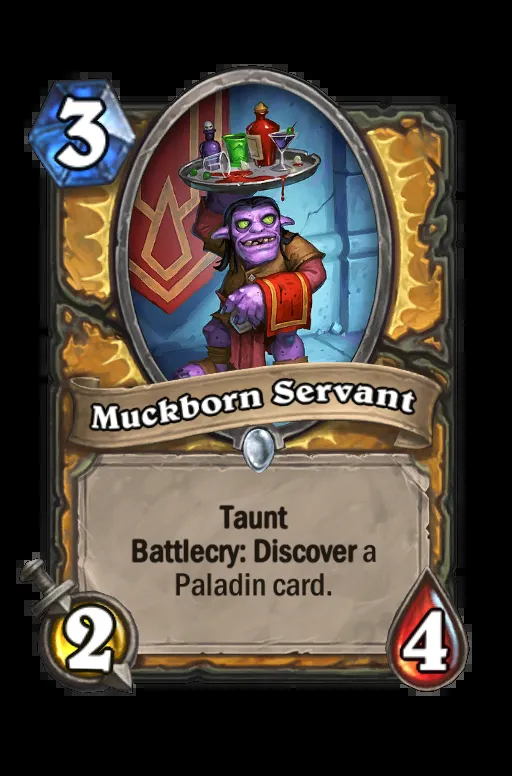 3
Muckborn Servant
Taunt
Battlecry: Discover a
Paladin card.
2
4